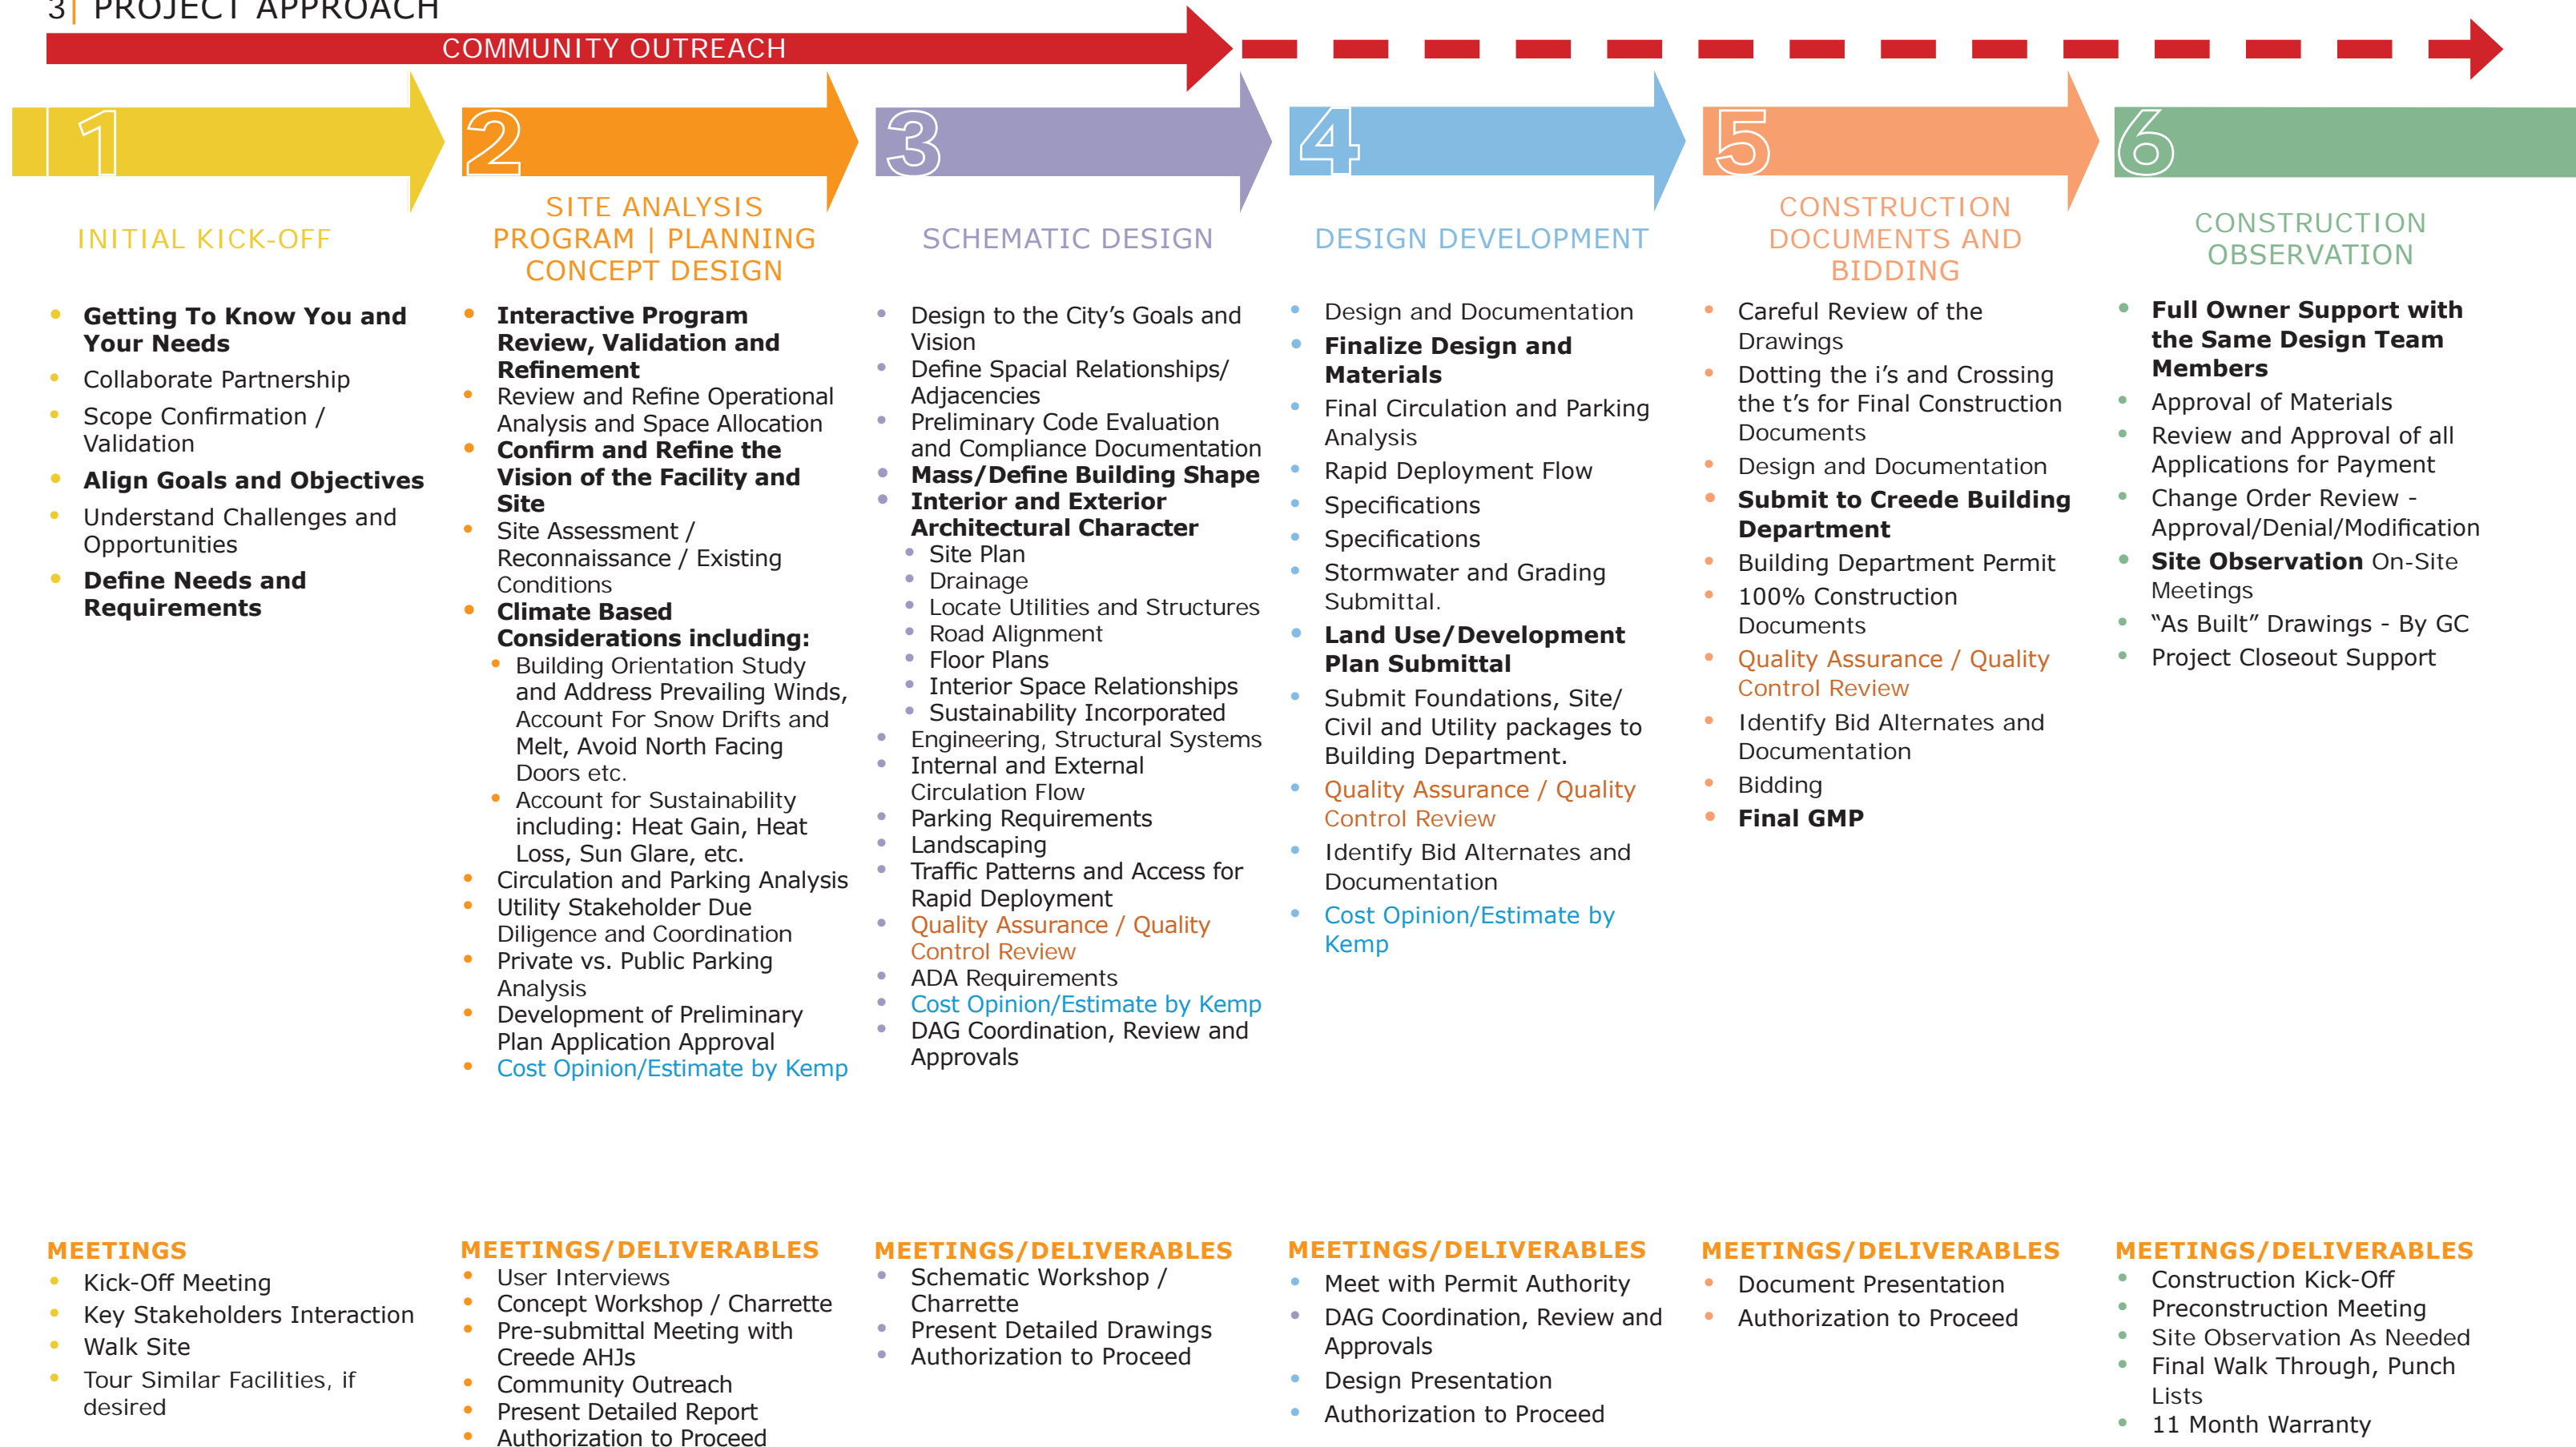 3| PROJECT APPROACH
COMMUNITY OUTREACH
1
INITIAL KICK-OFF
• Getting To Know You and
Your Needs
• Collaborate Partnership
• Scope Confirmation /
Validation
• Align Goals and Objectives
• Understand Challenges and
Opportunities
• Define Needs and
Requirements
MEETINGS
• Kick-Off Meeting
• Key Stakeholders Interaction
• Walk Site
• Tour Similar Facilities, if
desired
2
SITE ANALYSIS
PROGRAM | PLANNING
CONCEPT DESIGN
• Interactive Program
Review, Validation and
Refinement
• Review and Refine Operational
Analysis and Space Allocation
• Confirm and Refine the
Vision of the Facility and
Site
• Site Assessment /
Reconnaissance / Existing
Conditions
• Climate Based
Considerations including:
• Building Orientation Study
and Address Prevailing Winds,
Account For Snow Drifts and
Melt, Avoid North Facing
Doors etc.
• Account for Sustainability
including: Heat Gain, Heat
Loss, Sun Glare, etc.
• Circulation and Parking Analysis
• Utility Stakeholder Due
Diligence and Coordination
• Private vs. Public Parking
Analysis
• Development of Preliminary
Plan Application Approval
• Cost Opinion/Estimate by Kemp
MEETINGS/DELIVERABLES
• User Interviews
• Concept Workshop / Charrette
• Pre-submittal Meeting with
Creede AHJs
• Community Outreach
• Present Detailed Report
• Authorization to Proceed
3
SCHEMATIC DESIGN
• Design to the City’s Goals and
Vision
• Define Spacial Relationships/
Adjacencies
• Preliminary Code Evaluation
and Compliance Documentation
• Mass/Define Building Shape
• Interior and Exterior
Architectural Character
• Site Plan
• Drainage
• Locate Utilities and Structures
• Road Alignment
• Floor Plans
• Interior Space Relationships
• Sustainability Incorporated
• Engineering, Structural Systems
• Internal and External
Circulation Flow
• Parking Requirements
• Landscaping
• Traffic Patterns and Access for
Rapid Deployment
• Quality Assurance / Quality
Control Review
• ADA Requirements
• Cost Opinion/Estimate by Kemp
• DAG Coordination, Review and
Approvals
MEETINGS/DELIVERABLES
• Schematic Workshop /
Charrette
• Present Detailed Drawings
• Authorization to Proceed
4
DESIGN DEVELOPMENT
• Design and Documentation
• Finalize Design and
Materials
• Final Circulation and Parking
Analysis
• Rapid Deployment Flow
• Specifications
• Specifications
• Stormwater and Grading
Submittal.
• Land Use/Development
Plan Submittal
• Submit Foundations, Site/
Civil and Utility packages to
Building Department.
• Quality Assurance / Quality
Control Review
• Identify Bid Alternates and
Documentation
• Cost Opinion/Estimate by
Kemp
MEETINGS/DELIVERABLES
• Meet with Permit Authority
• DAG Coordination, Review and
Approvals
• Design Presentation
• Authorization to Proceed
5
CONSTRUCTION
DOCUMENTS AND
BIDDING
• Careful Review of the
Drawings
• Dotting the i’s and Crossing
the t’s for Final Construction
Documents
• Design and Documentation
• Submit to Creede Building
Department
• Building Department Permit
• 100% Construction
Documents
• Quality Assurance / Quality
Control Review
• Identify Bid Alternates and
Documentation
• Bidding
• Final GMP
MEETINGS/DELIVERABLES
• Document Presentation
• Authorization to Proceed
6
CONSTRUCTION
OBSERVATION
• Full Owner Support with
the Same Design Team
Members
• Approval of Materials
• Review and Approval of all
Applications for Payment
• Change Order Review -
Approval/Denial/Modification
• Site Observation On-Site
Meetings
• “As Built” Drawings - By GC
• Project Closeout Support
MEETINGS/DELIVERABLES
• Construction Kick-Off
• Preconstruction Meeting
• Site Observation As Needed
• Final Walk Through, Punch
Lists
• 11 Month Warranty